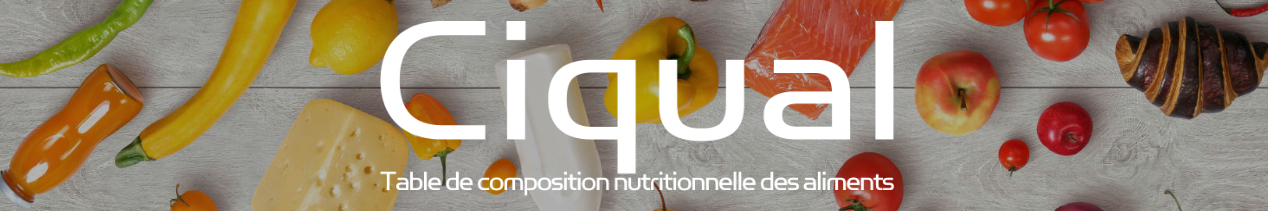 Ciqual
Table de composition nutritionnelle des aliments